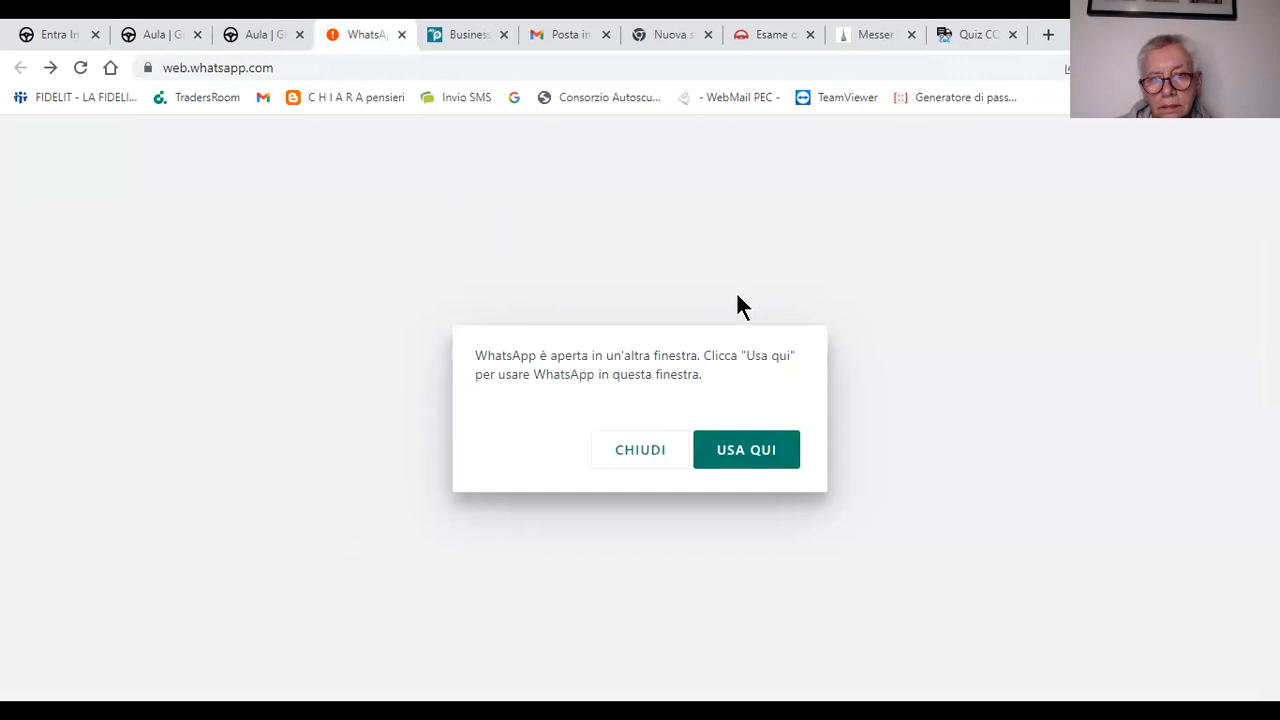 Entra In
Aula | G
Aula | G
WhatsA
Business
Posta in
Nuova s
Esame d
Messer
Quiz CC
web.whatsapp.com
FIDELIT - LA FIDELI...
TradersRoom
C H I A R A pensieri
Invio SMS
Consorzio Autoscu...
- WebMail PEC -
TeamViewer
Generatore di pass...
WhatsApp è aperta in un'altra finestra. Clicca "Usa qui"
per usare WhatsApp in questa finestra.
CHIUDI
USA QUI